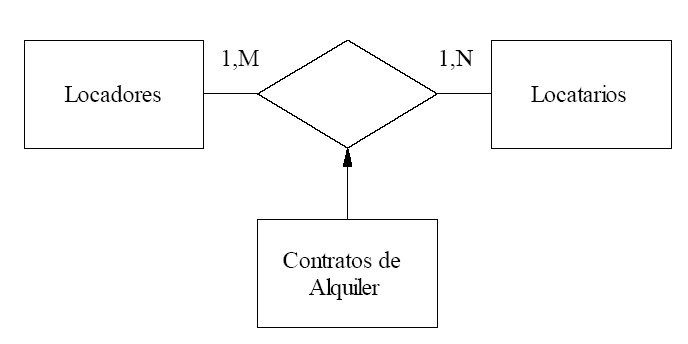 1,M
1,N
Locadores
Locatarios
Contratos de
Alquiler